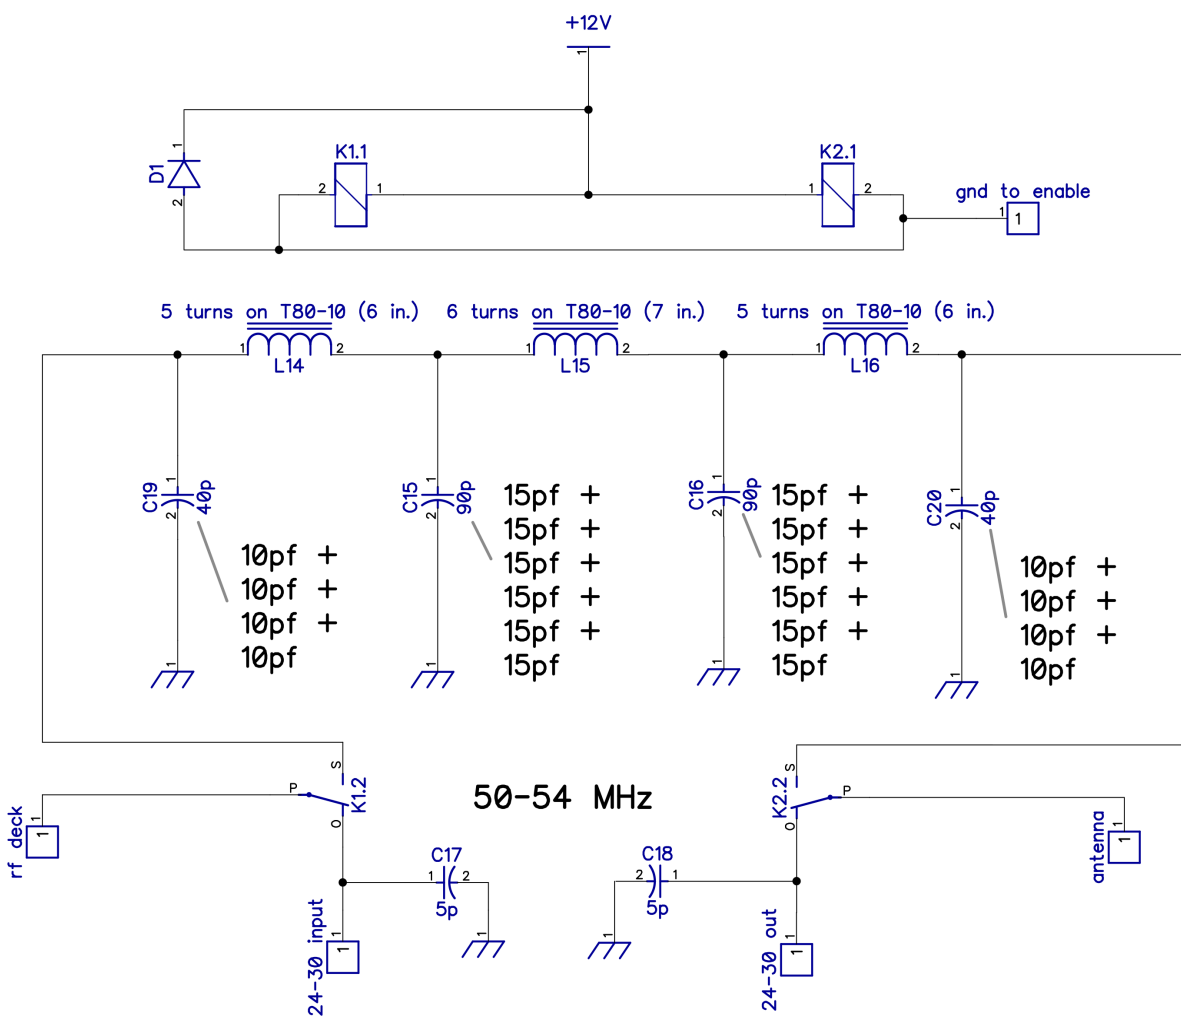 +12V
1
1
D1
2
K1.1
2
1
K2.1
1
2
gnd to enable
1
1
5 turns on T80-10 (6 in.)
6 turns on T80-10 (7 in.)
5 turns on T80-10 (6 in.)
1
2
L14
1
2
L15
1
2
L16
1
C19
40p
2
10pf +
10pf +
10pf +
10pf
1
1
C15
90p
2
15pf +
15pf +
15pf +
15pf +
15pf +
15pf
1
1
C16
90p
2
15pf +
15pf +
15pf +
15pf +
15pf +
15pf
1
1
C20
40p
2
10pf +
10pf +
10pf +
10pf
1
S
P
K1.2
O
rf deck
1
1
50-54 MHz
S
K2.2
P
O
antenna
1
1
C17
1
2
5p
1
C18
2
1
5p
1
24-30 input
1
1
24-30 out
1
1